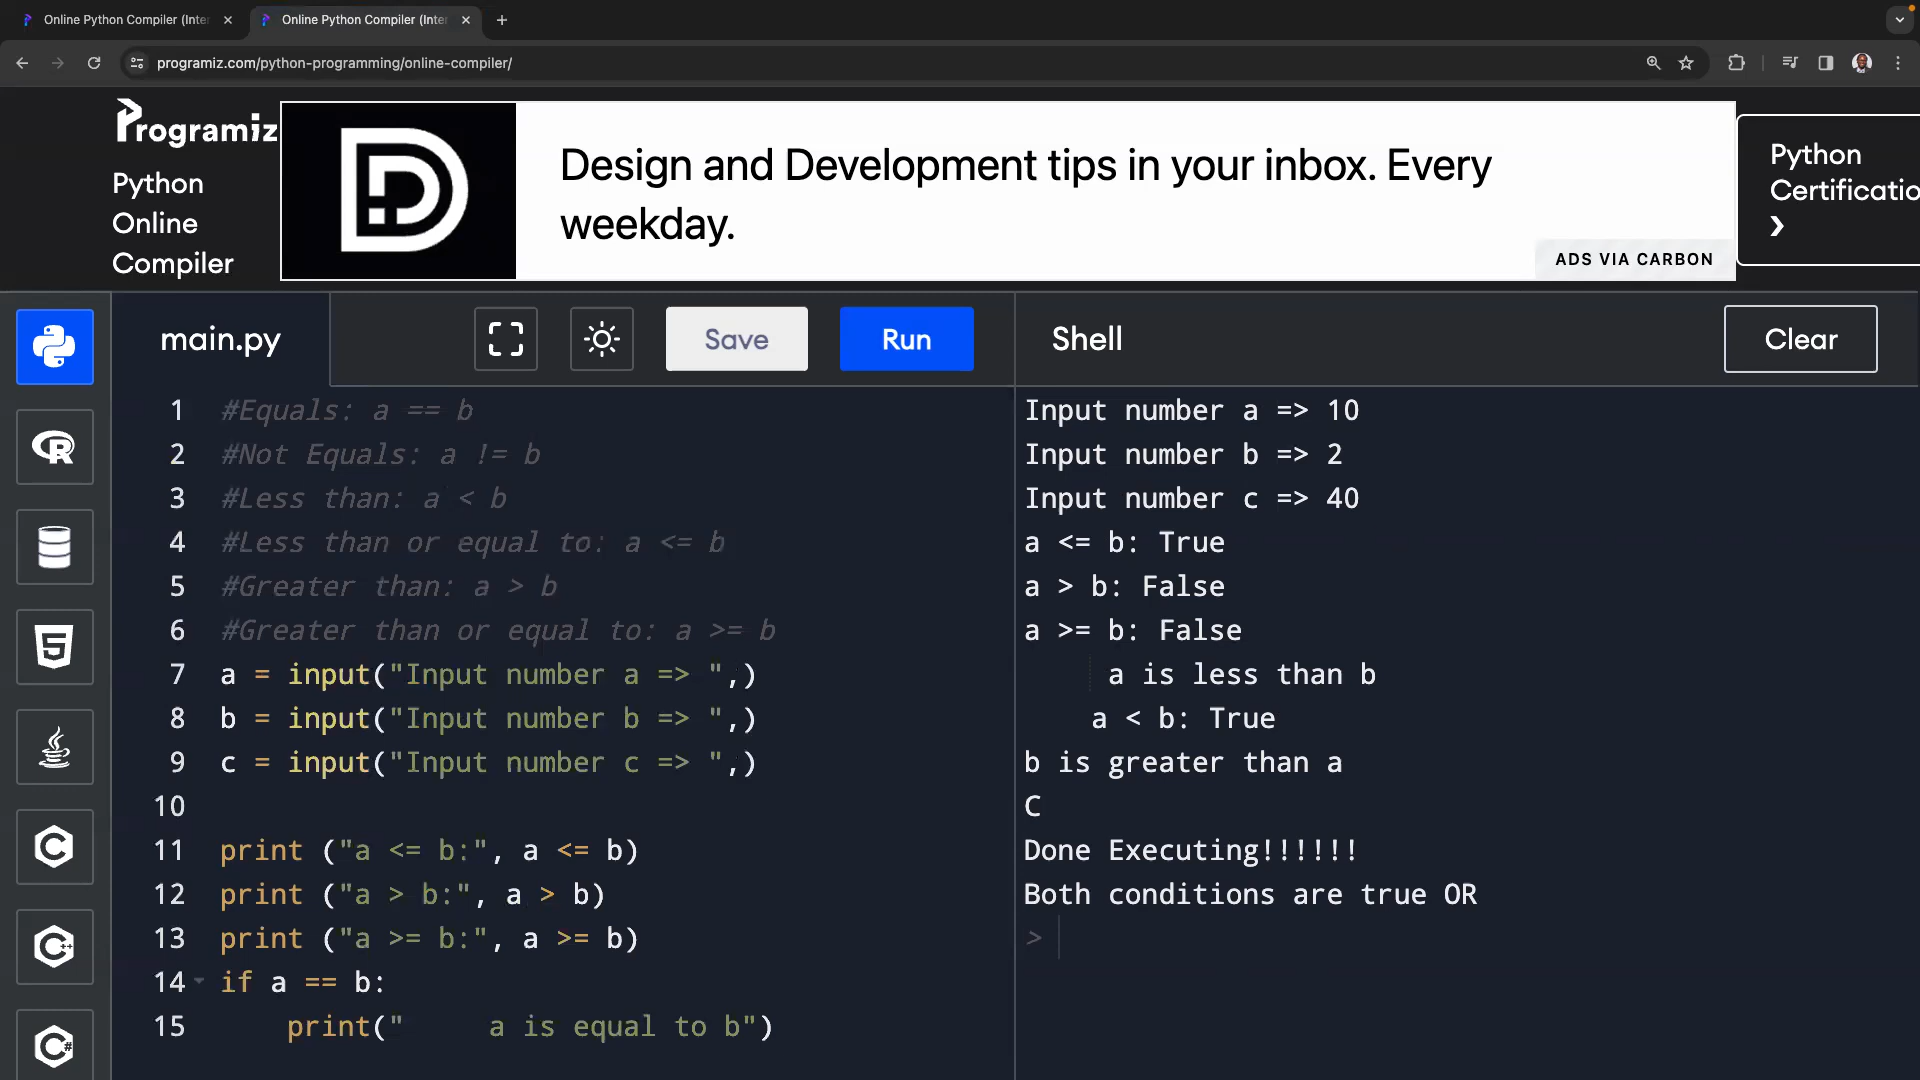 Online Python Compiler (Inter
Online Python Compiler (Inte
programiz.com/python-programming/online-compiler/
Programiz
Python
Online
Compiler
Design and Development tips in your inbox. Every
weekday.
ADS VIA CARBON
Python
Certificatio
main.py
Save
Run
Shell
Clear
1 #Equals: a == b
2 #Not Equals: a != b
3 #Less than: a < b
4 #Less than or equal to: a <= b
5 #Greater than: a > b
6 #Greater than or equal to: a >= b
7 a = input("Input number a => ",)
8 b = input("Input number b => ",)
9 c = input("Input number c => ",)
10
11 print ("a <= b:", a <= b)
12 print ("a > b:", a > b)
13 print ("a >= b:", a >= b)
14 if a == b:
15     print("     a is equal to b")
Input number a => 10
Input number b => 2
Input number c => 40
a <= b: True
a > b: False
a >= b: False
     a is less than b
    a < b: True
b is greater than a
C
Done Executing!!!!!!
Both conditions are true OR
>